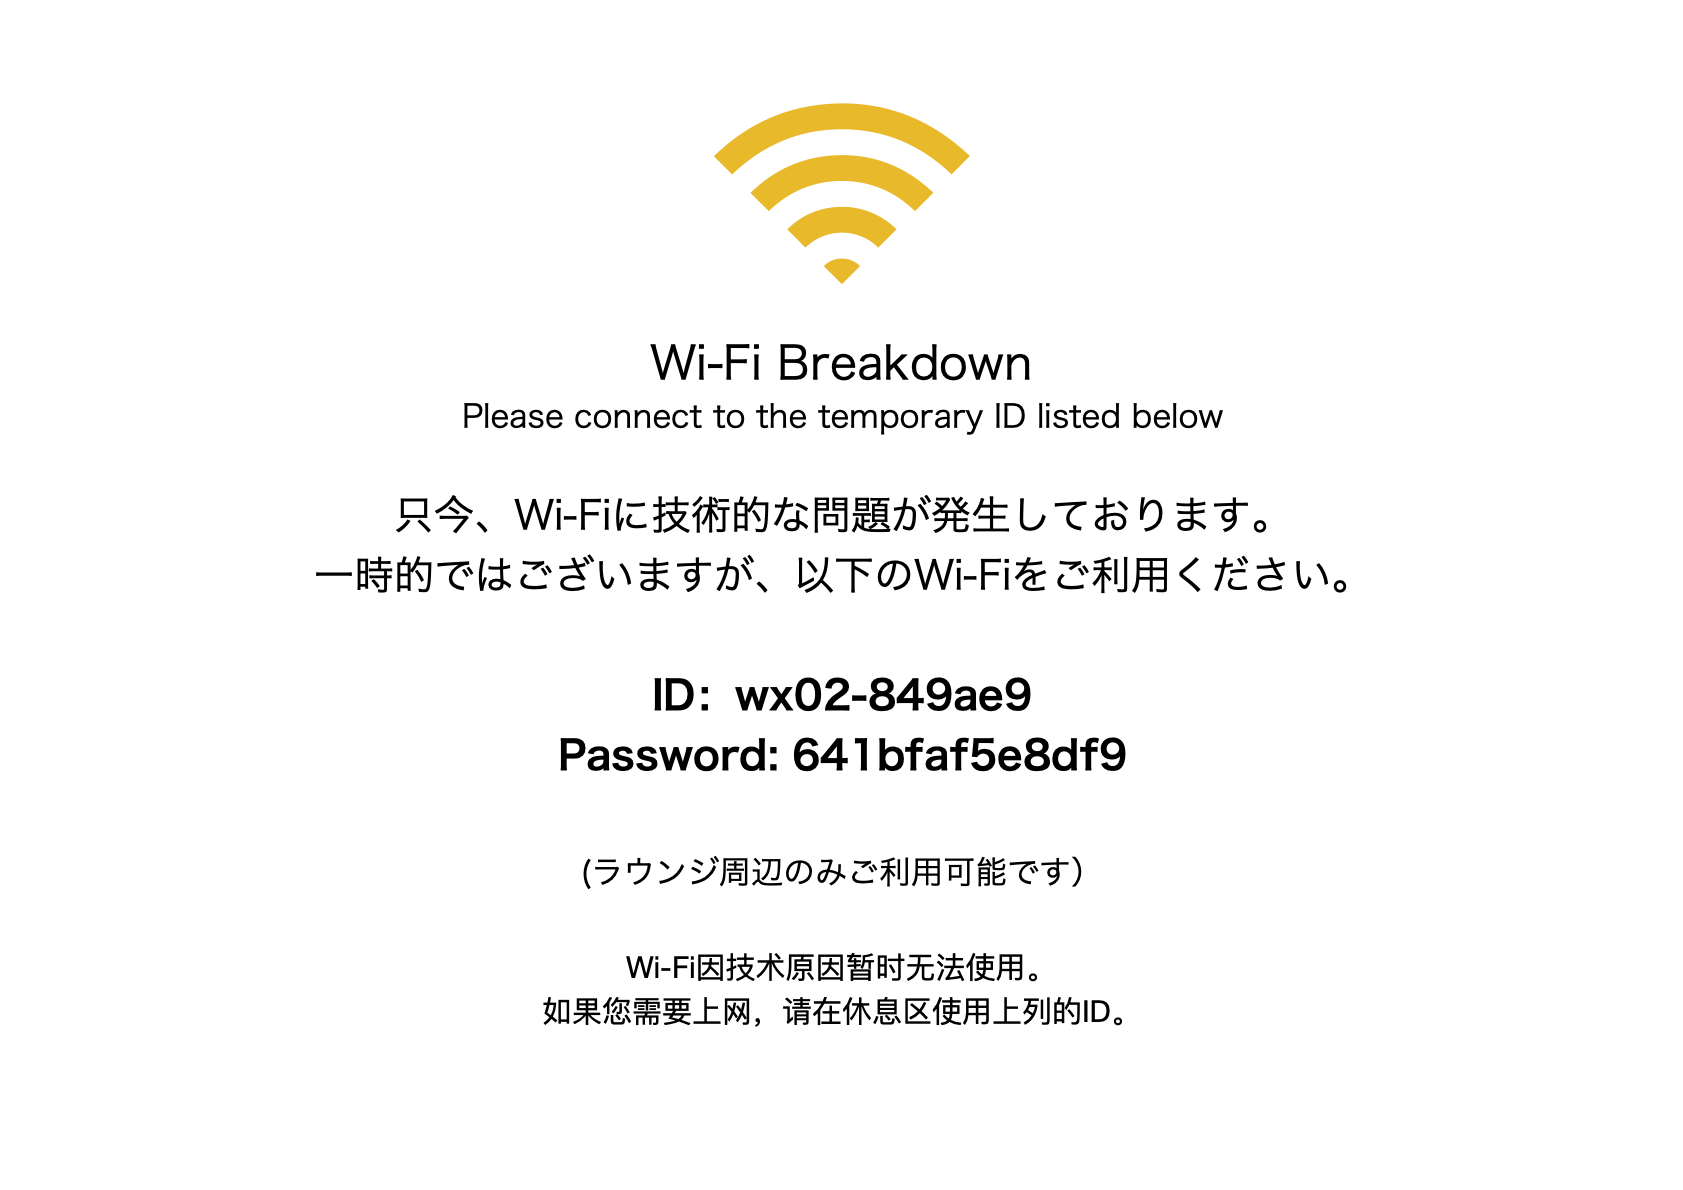 Wi-Fi Breakdown
Please connect to the temporary ID listed below
只今、Wi-Fiに技術的な問題が発生しております。
一時的ではございますが、以下のWi-Fiをご利用ください。
ID：wx02-849ae9
Password: 641bfaf5e8df9
(ラウンジ周辺のみご利用可能です）
Wi-Fi因技术原因暂时无法使用。
如果您需要上网，请在休息区使用上列的ID。